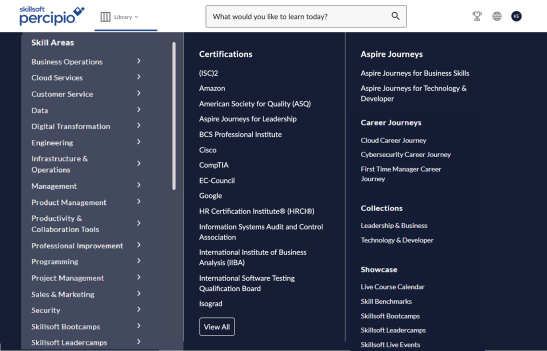 skillsoft
percipio
Library
What would you like to learn today?
Skill Areas
Business Operations
Cloud Services
Customer Service
Data
Digital Transformation
Engineering
Infrastructure &
Operations
Management
Product Management
Productivity &
Collaboration Tools
Professional Improvement
Programming
Project Management
Sales & Marketing
Security
Skillsoft Bootcamps
Skillsoft Leadercamps
Certifications
(ISC)2
Amazon
American Society for Quality (ASQ)
Aspire Journeys for Leadership
BCS Professional Institute
Cisco
CompTIA
EC-Council
Google
HR Certification Institute® (HRCI®)
Information Systems Audit and Control
Association
International Institute of Business
Analysis (IIBA)
International Software Testing
Qualification Board
Isograd
View All
Aspire Journeys
Aspire Journeys for Business Skills
Aspire Journeys for Technology &
Developer
Career Journeys
Cloud Career Journey
Cybersecurity Career Journey
First Time Manager Career
Journey
Collections
Leadership & Business
Technology & Developer
Showcase
Live Course Calendar
Skill Benchmarks
Skillsoft Bootcamps
Skillsoft Leadercamps
Skillsoft Live Events